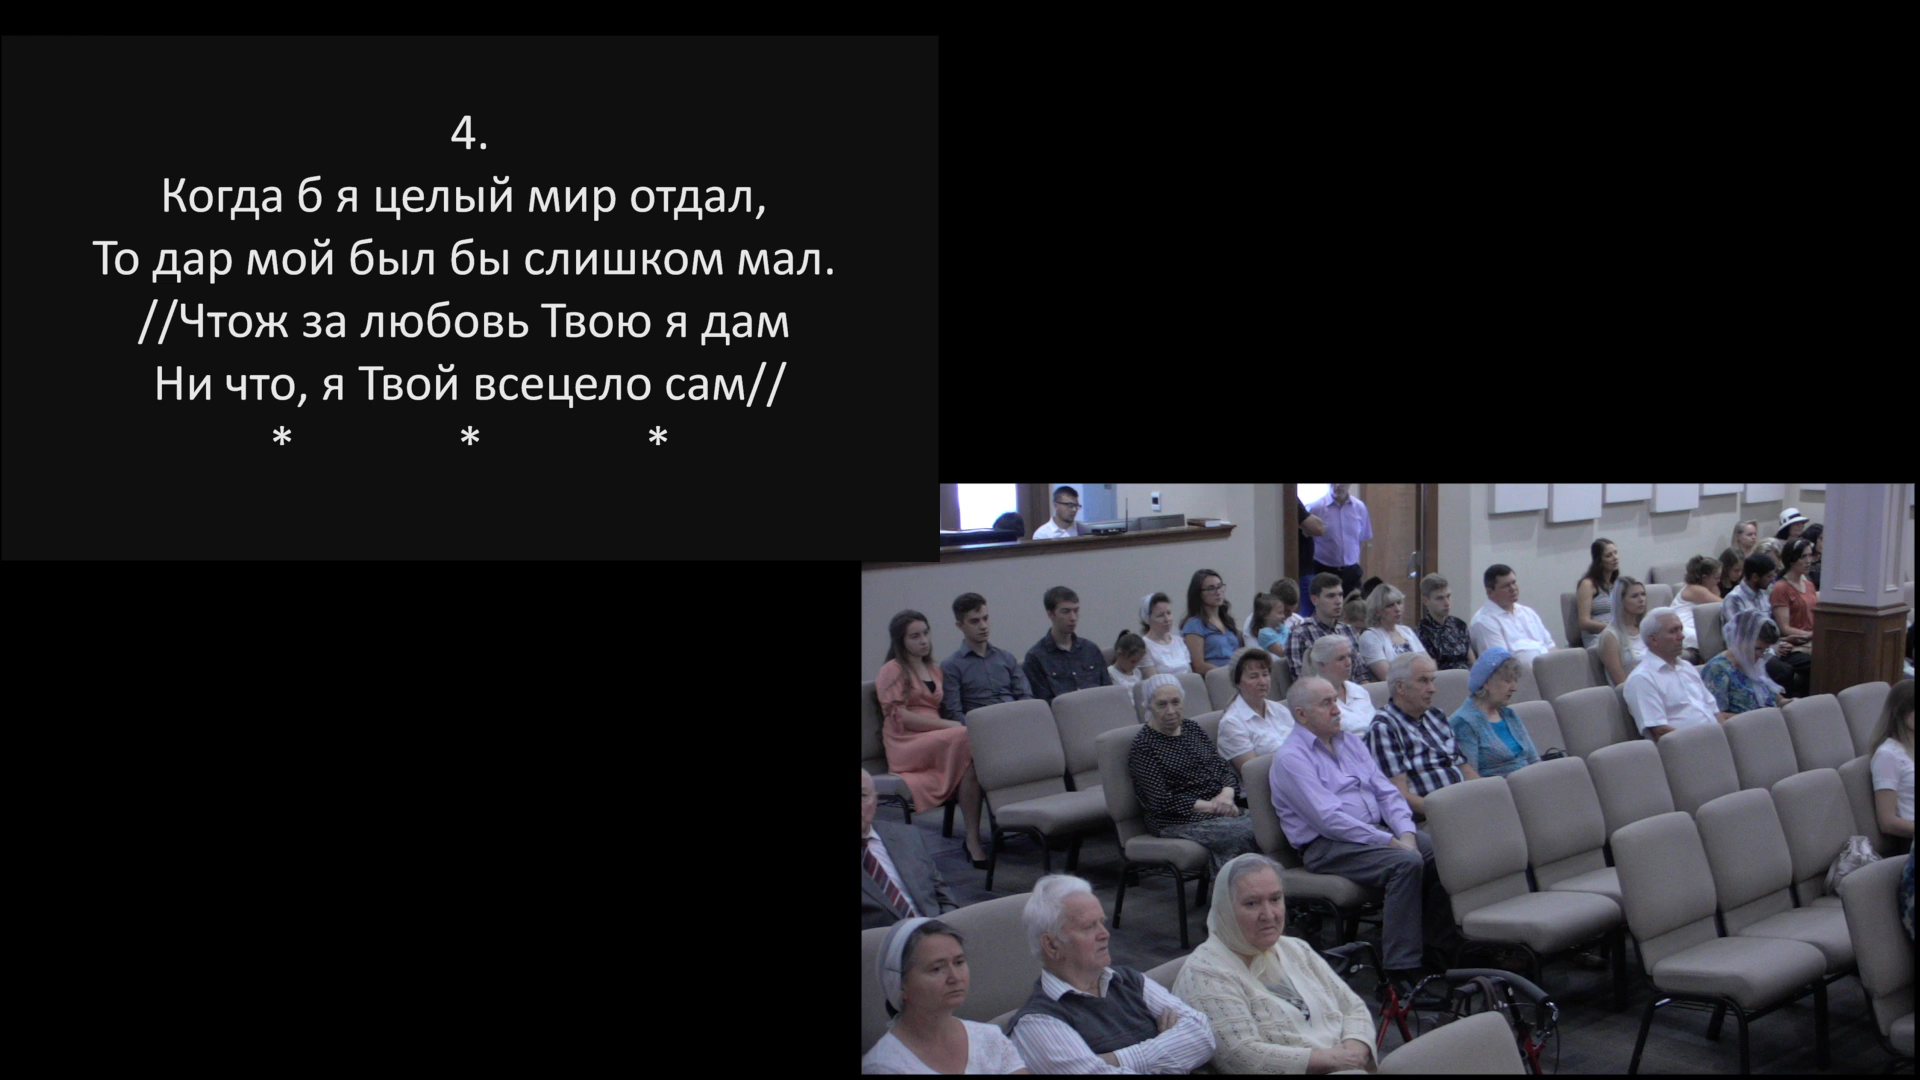 4.
Когда б я целый мир отдал,
То дар мой был бы слишком мал.
//Чтож за любовь Твою я дам
Ни что, я Твой всецело сам//
* * *